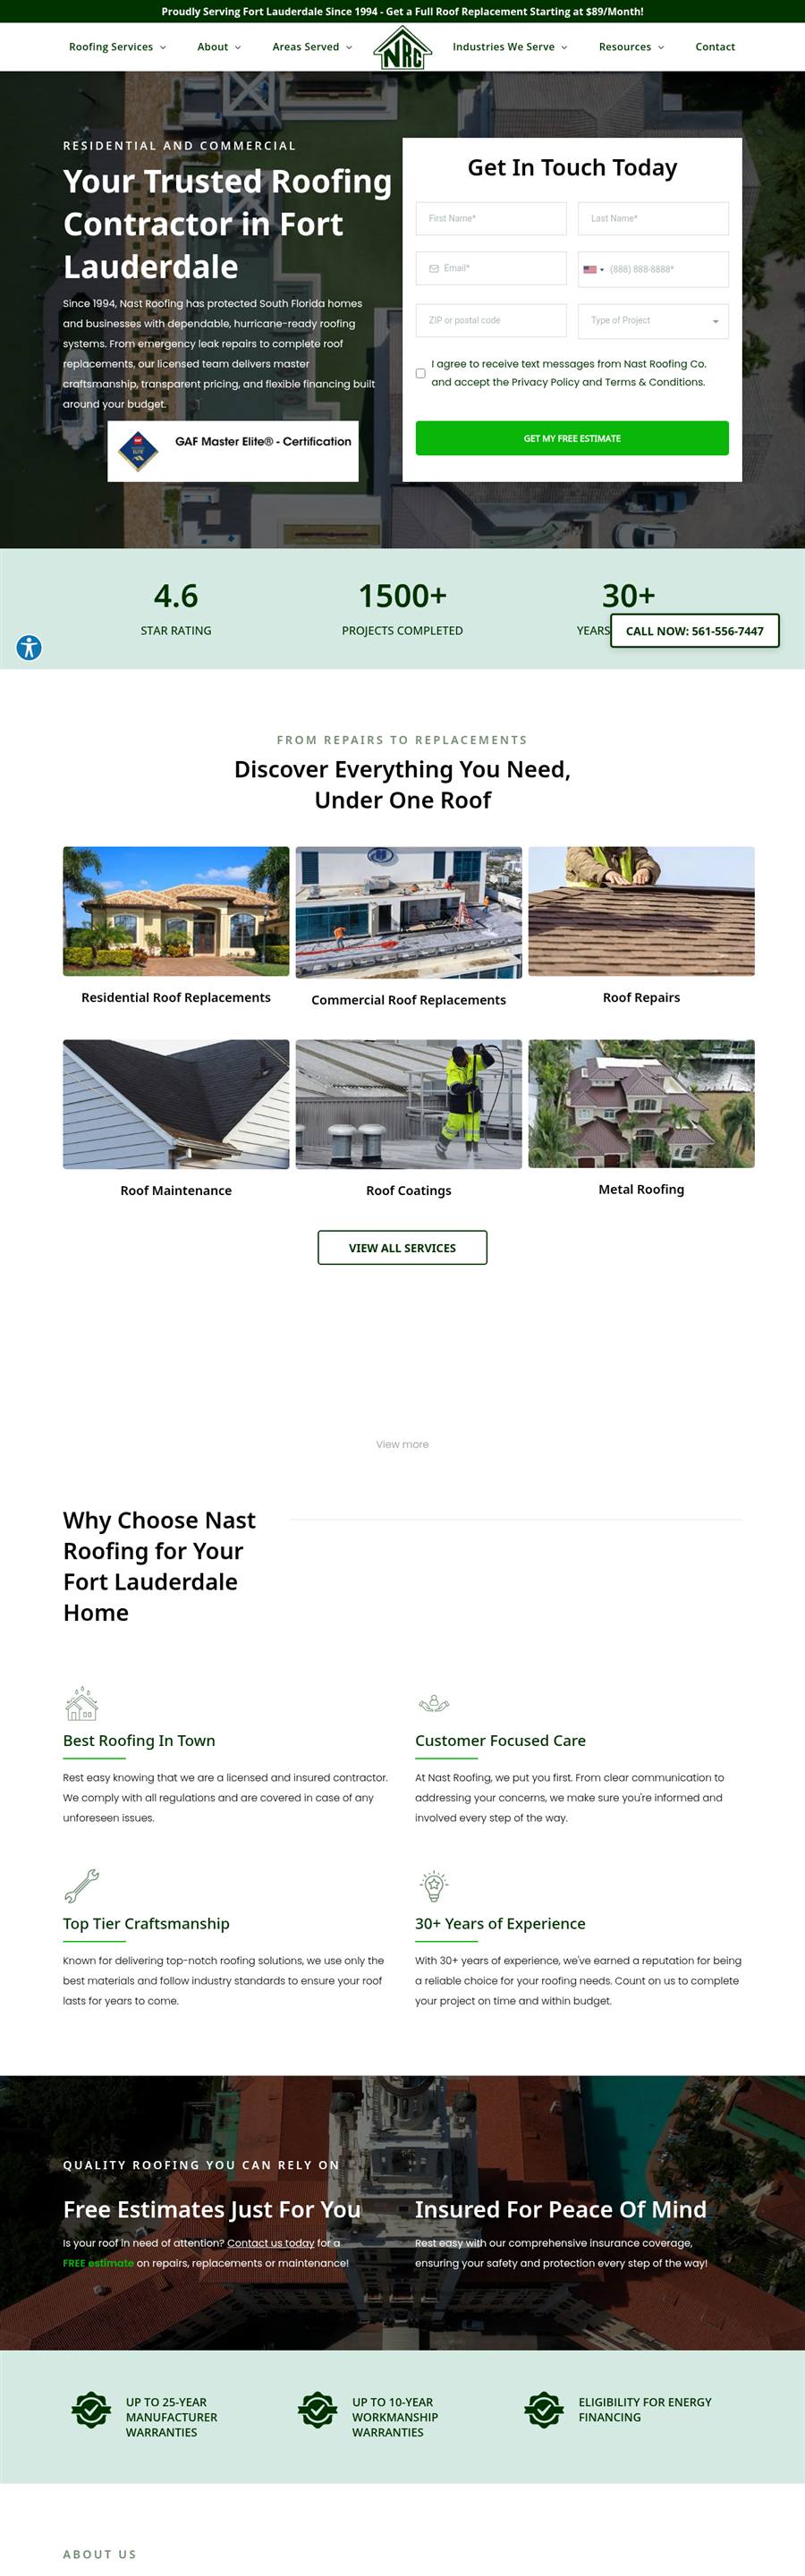 Proudly Serving Fort Lauderdale Since 1994 - Get a Full Roof Replacement Starting at $89/Month!
Roofing Services
About
Areas Served
NRC
Industries We Serve
Resources
Contact
RESIDENTIAL AND COMMERCIAL
Your Trusted Roofing
Contractor in Fort
Lauderdale
Since 1994, Nast Roofing has protected South Florida homes
and businesses with dependable, hurricane-ready roofing
systems. From emergency leak repairs to complete roof
replacements, our licensed team delivers master
craftsmanship, transparent pricing, and flexible financing built
around your budget.
GAF Master Elite® - Certification
Get In Touch Today
First Name*
Last Name*
Email*
(888) 888-8888*
ZIP or postal code
Type of Project
I agree to receive text messages from Nast Roofing Co.
and accept the Privacy Policy and Terms & Conditions.
GET MY FREE ESTIMATE
4.6
STAR RATING
1500+
PROJECTS COMPLETED
30+
YEARS
CALL NOW: 561-556-7447
FROM REPAIRS TO REPLACEMENTS
Discover Everything You Need,
Under One Roof
Residential Roof Replacements
Commercial Roof Replacements
Roof Repairs
Roof Maintenance
Roof Coatings
Metal Roofing
VIEW ALL SERVICES
View more
Why Choose Nast
Roofing for Your
Fort Lauderdale
Home
Best Roofing In Town
Rest easy knowing that we are a licensed and insured contractor.
We comply with all regulations and are covered in case of any
unforeseen issues.
Customer Focused Care
At Nast Roofing, we put you first. From clear communication to
addressing your concerns, we make sure you're informed and
involved every step of the way.
Top Tier Craftsmanship
Known for delivering top-notch roofing solutions, we use only the
best materials and follow industry standards to ensure your roof
lasts for years to come.
30+ Years of Experience
With 30+ years of experience, we've earned a reputation for being
a reliable choice for your roofing needs. Count on us to complete
your project on time and within budget.
QUALITY ROOFING YOU CAN RELY ON
Free Estimates Just For You
Is your roof in need of attention? Contact us today for a
FREE estimate on repairs, replacements or maintenance!
Insured For Peace Of Mind
Rest easy with our comprehensive insurance coverage,
ensuring your safety and protection every step of the way!
UP TO 25-YEAR
MANUFACTURER
WARRANTIES
UP TO 10-YEAR
WORKMANSHIP
WARRANTIES
ELIGIBILITY FOR ENERGY
FINANCING
ABOUT US